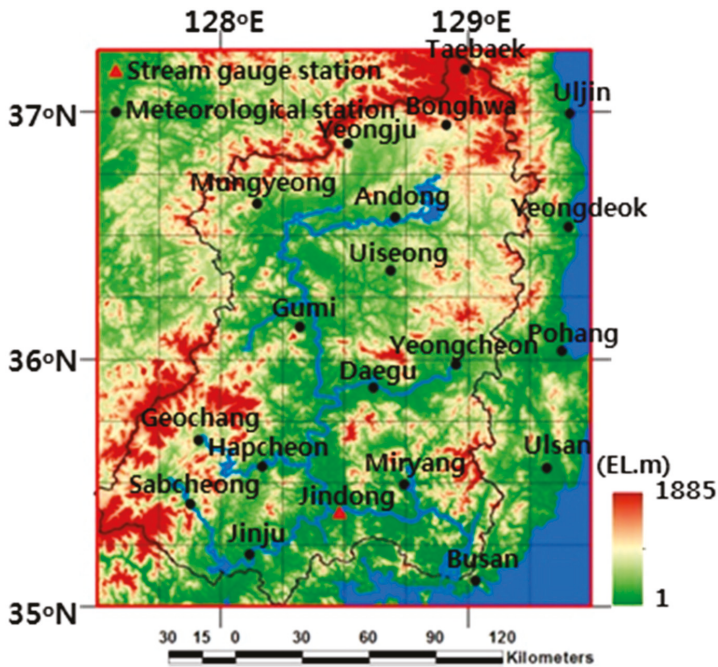 128°E 129°E
Taebaek
Stream gauge station
Uljin
37°N
Meteorological station
Bonghwa
Yeongju
Mungyeong
Andong
Yeongdeok
Uiseong
Gumi
Pohang
36°N
Yeongcheon
Daegu
Geochang
Hapcheon
Ulsan
(EL.m)
Miryang
Sabcheong
Jindong
1885
Jinju
Busan
1
35°N
30 15 0 30 60 90 120
Kilometers